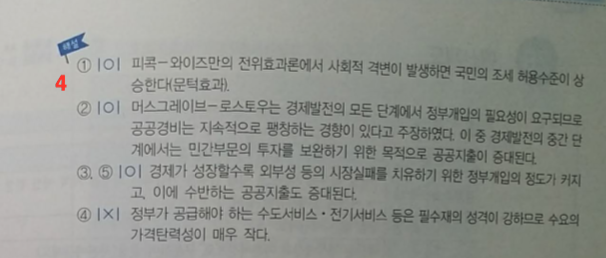 해설
4
① |○| 피콕-와이즈만의 전위효과론에서 사회적 격변이 발생하면 국민의 조세 허용수준이 상
승한다(문턱효과).
② |○| 머스그레이브-로스토우는 경제발전의 모든 단계에서 정부개입의 필요성이 요구되므로
공공경비는 지속적으로 팽창하는 경향이 있다고 주장하였다. 이 중 경제발전의 중간 단
계에서는 민간부문의 투자를 보완하기 위한 목적으로 공공지출이 증대된다.
③, ⑤ |○| 경제가 성장할수록 외부성 등의 시장실패를 치유하기 위한 정부개입의 정도가 커지
고, 이에 수반하는 공공지출도 증대된다.
④ |×| 정부가 공급해야 하는 수도서비스·전기서비스 등은 필수재의 성격이 강하므로 수요의
가격탄력성이 매우 작다.